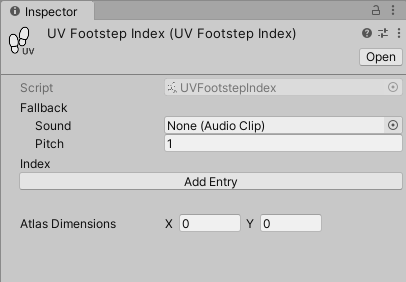 Inspector
UV Footstep Index (UV Footstep Index)
UV
Open
Script UVFootstepIndex
Fallback
Sound None (Audio Clip)
Pitch 1
Index
Add Entry
Atlas Dimensions X 0 Y 0